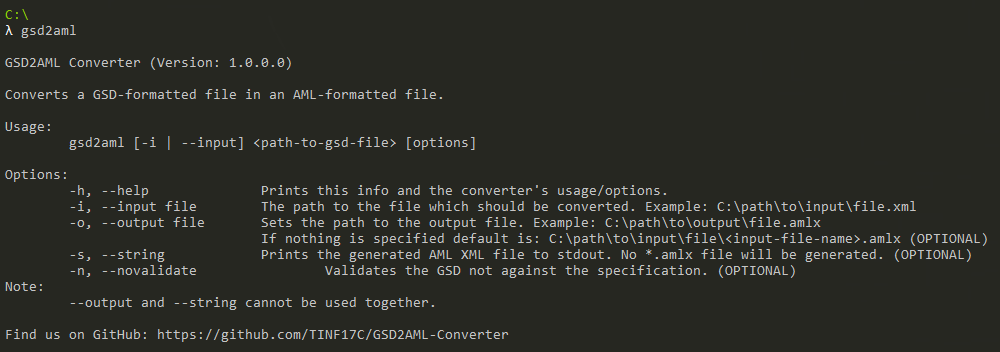 C:\
λ gsd2aml
GSD2AML Converter (Version: 1.0.0.0)
Converts a GSD-formatted file in an AML-formatted file.
Usage:
gsd2aml [-i | --input] <path-to-gsd-file> [options]
Options:
-h, --help Prints this info and the converter's usage/options.
-i, --input file The path to the file which should be converted. Example: C:\path\to\input\file.xml
-o, --output file Sets the path to the output file. Example: C:\path\to\output\file.amlx
If nothing is specified default is: C:\path\to\input\file\<input-file-name>.amlx (OPTIONAL)
-s, --string Prints the generated AML XML file to stdout. No *.amlx file will be generated. (OPTIONAL)
-n, --novalidate Validates the GSD not against the specification. (OPTIONAL)
Note:
--output and --string cannot be used together.
Find us on GitHub: https://github.com/TINF17C/GSD2AML-Converter